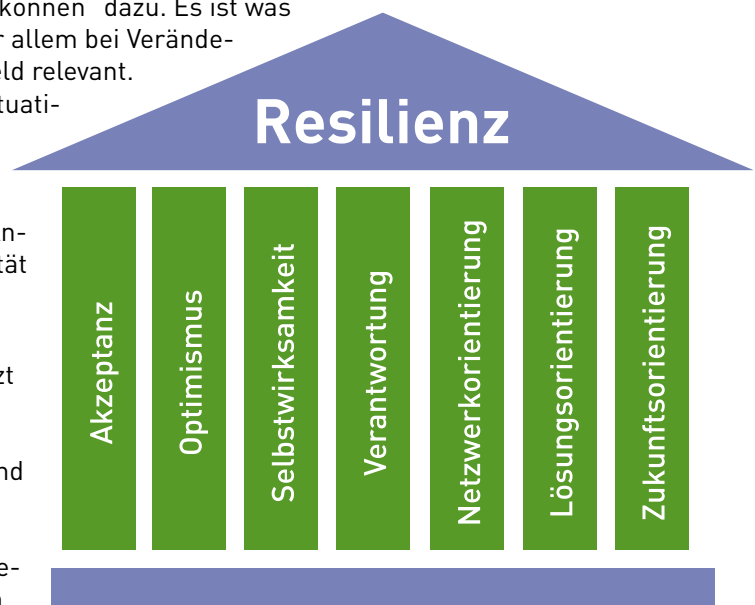 können" dazu. Es ist was
r allem bei Verände-
eld relevant.
tuati-
n-
tät
zt
nd
e-
Resilienz
Akzeptanz
Optimismus
Selbstwirksamkeit
Verantwortung
Netzwerkorientierung
Lösungsorientierung
Zukunftsorientierung